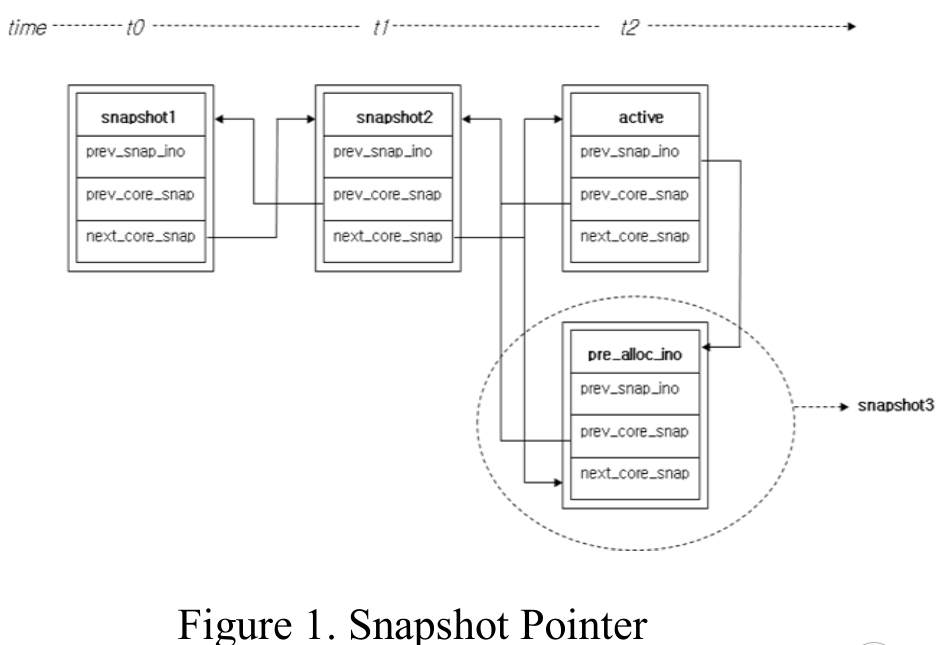 time t0 t1 t2
snapshot1
prev_snap_ino
prev_core_snap
next_core_snap
snapshot2
prev_snap_ino
prev_core_snap
next_core_snap
active
prev_snap_ino
prev_core_snap
next_core_snap
pre_alloc_ino
prev_snap_ino
prev_core_snap
next_core_snap
snapshot3
Figure 1. Snapshot Pointer